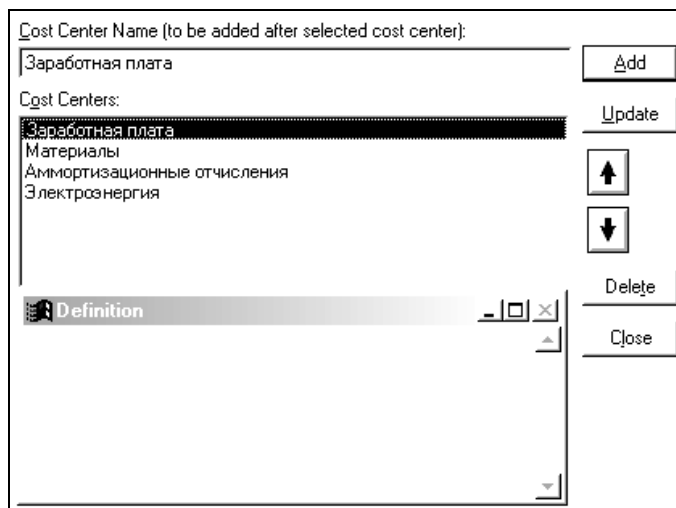 Cost Center Name (to be added after selected cost center):
Заработная плата
Add
Cost Centers:
Update
Заработная плата
Материалы
Аммортизационные отчисления
Электроэнергия
Delete
Definition
Close